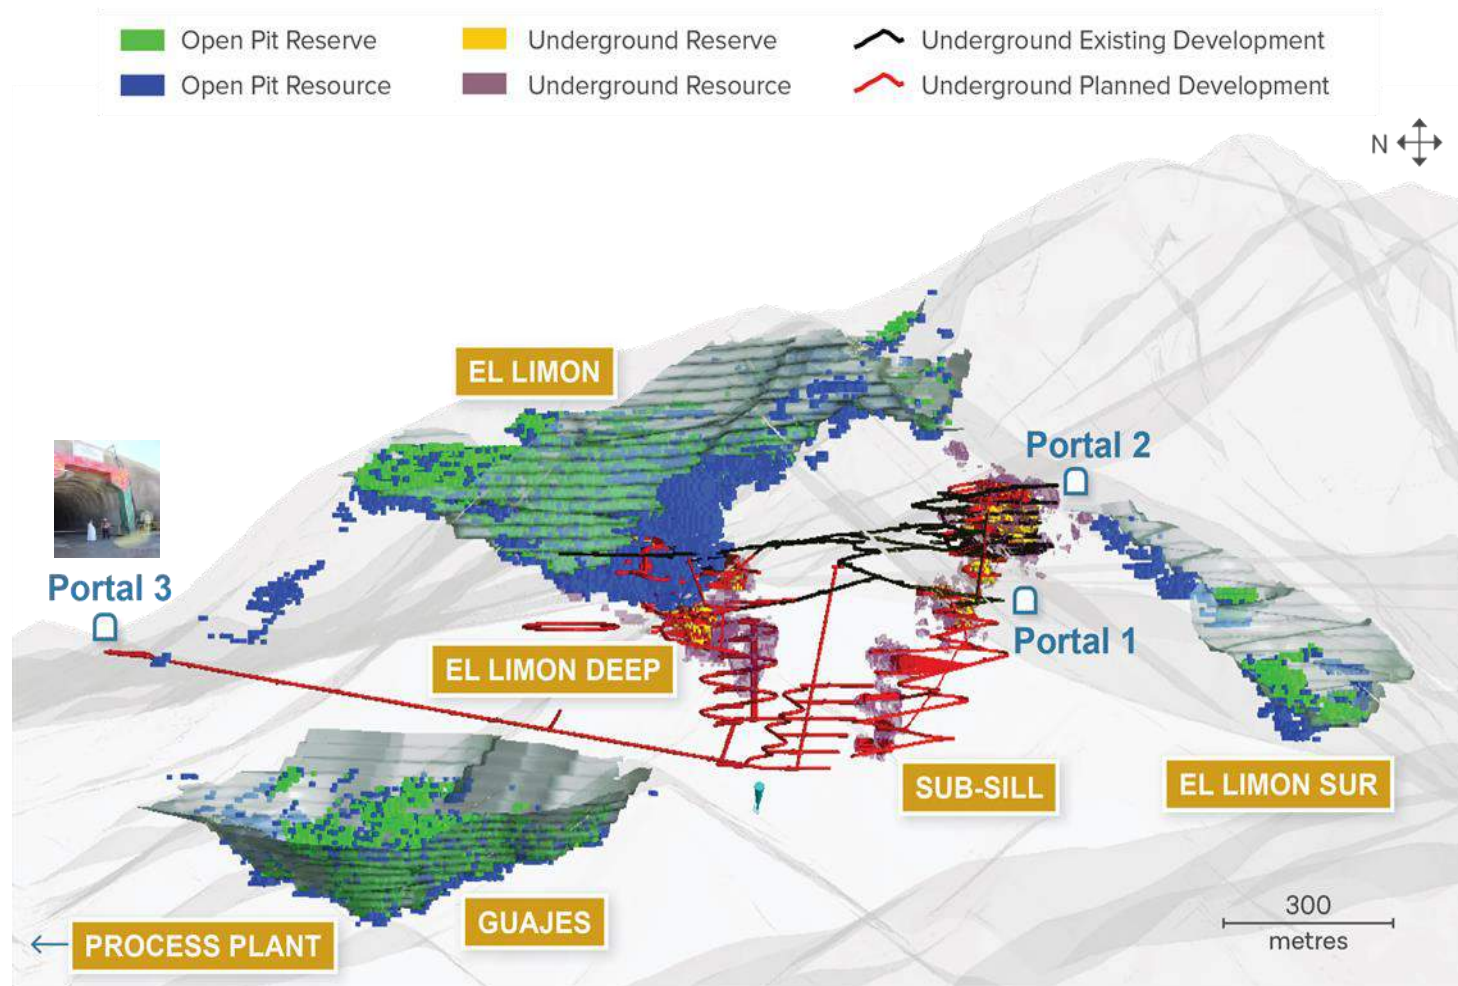 Open Pit Reserve
Underground Reserve
Underground Existing Development
Open Pit Resource
Underground Resource
Underground Planned Development
N
EL LIMON
Portal 2
Portal 3
Portal 1
EL LIMON DEEP
SUB-SILL
EL LIMON SUR
GUAJES
300
metres
PROCESS PLANT